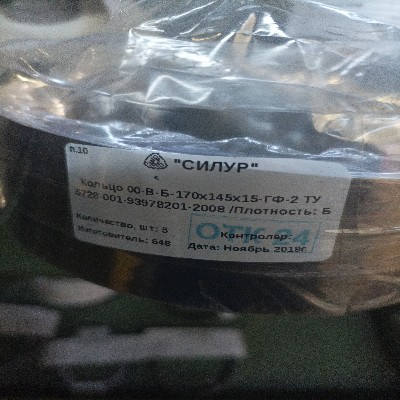 п.10
"СИЛУР"
Кольцо 00-В-Б-170х145х15-ГФ-2 ТУ
5728-001-93978201-2008 /Плотность: Б
Количество, шт: 5
Контролер:
ОТК 24
Изготовитель: 648
Дата: Ноябрь 2018г